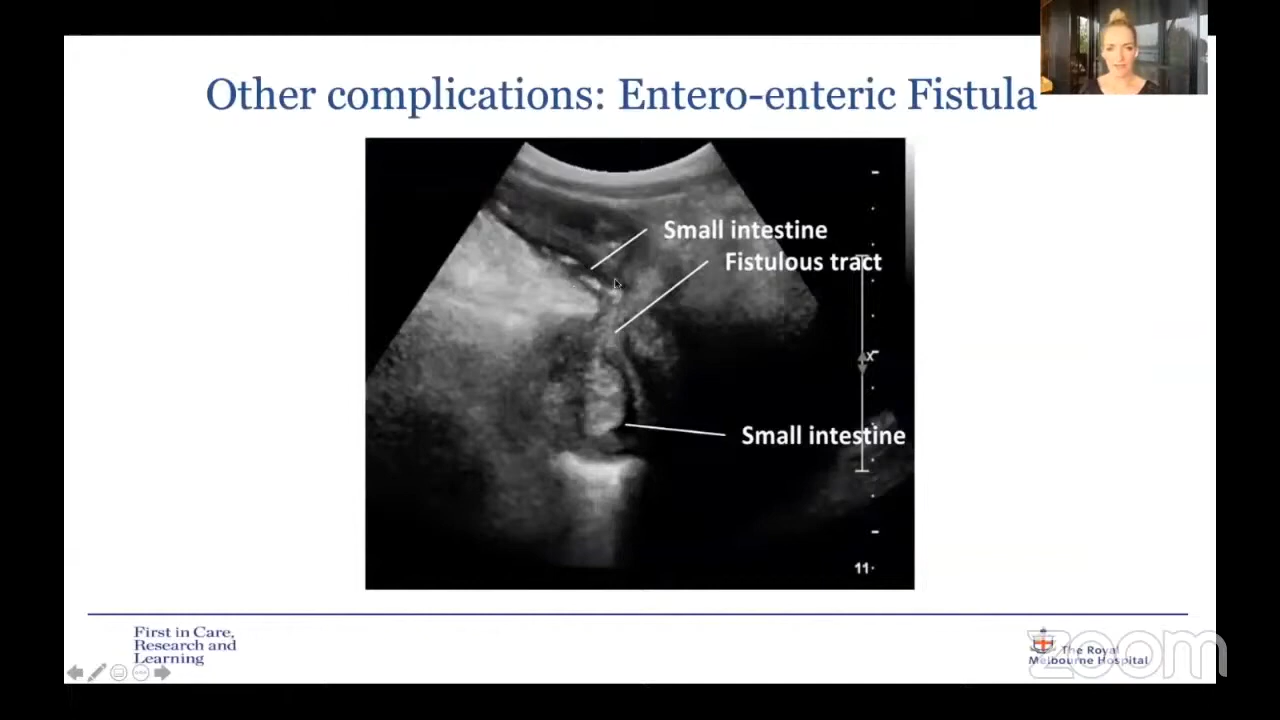 Other complications: Entero-enteric Fistula
Small intestine
Fistulous tract
x
Small intestine
11
First in Care,
Research and
Learning
The Royal
Melbourne Hospital
zoom